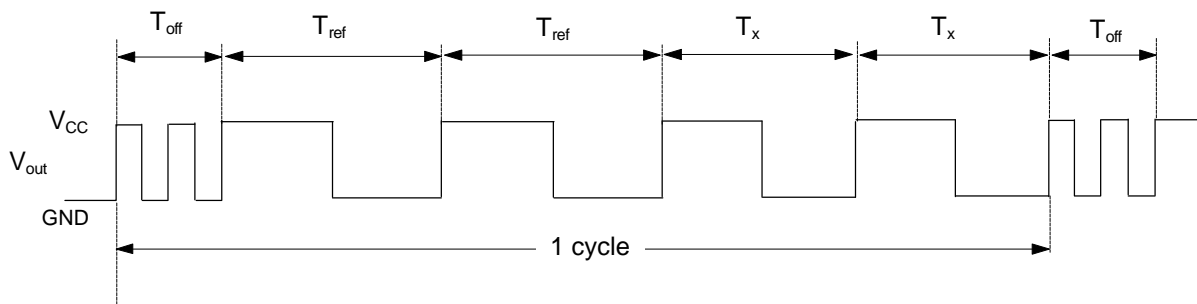 T_off T_ref T_ref T_x T_x T_off
V_CC
V_out
GND
1 cycle